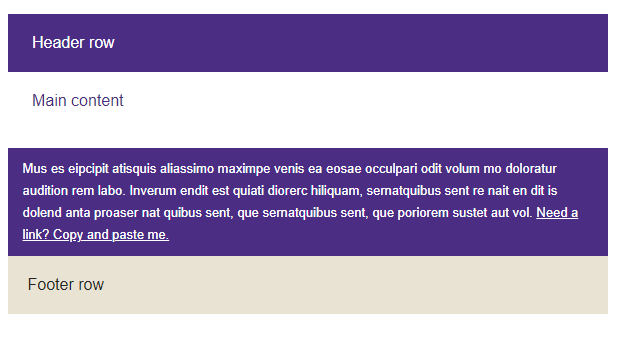 Header row
Main content
Mus es eipcipit atisquis aliassimo maximpe venis ea eosae occulpari odit volum mo doloratur
audition rem labo. Inverum endit est quiati diorerc hiliquam, sernatquibus sent re nait en dit is
dolend anta proaser nat quibus sent, que sernatquibus sent, que poriorem sustet aut vol. Need a
link? Copy and paste me.
Footer row